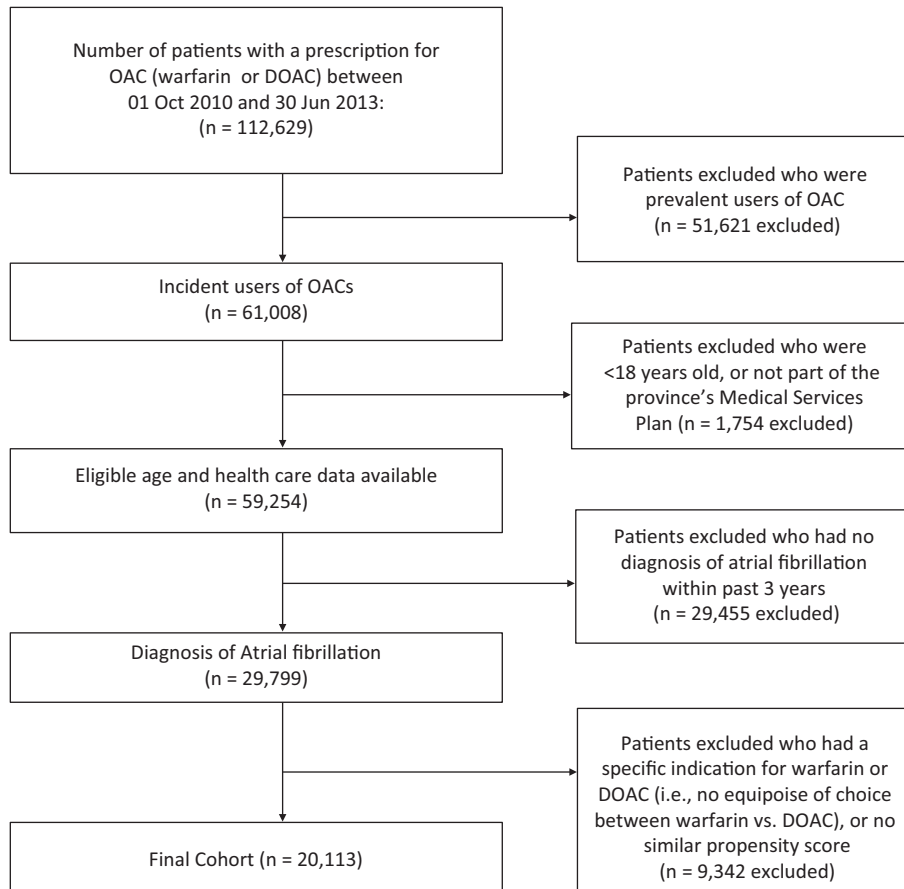 Number of patients with a prescription for
OAC (warfarin or DOAC) between
01 Oct 2010 and 30 Jun 2013:
(n = 112,629)
Patients excluded who were
prevalent users of OAC
(n = 51,621 excluded)
Incident users of OACs
(n = 61,008)
Patients excluded who were
<18 years old, or not part of the
province's Medical Services
Plan (n = 1,754 excluded)
Eligible age and health care data available
(n = 59,254)
Patients excluded who had no
diagnosis of atrial fibrillation
within past 3 years
(n = 29,455 excluded)
Diagnosis of Atrial fibrillation
(n = 29,799)
Patients excluded who had a
specific indication for warfarin or
DOAC (i.e., no equipoise of choice
between warfarin vs. DOAC), or no
similar propensity score
(n = 9,342 excluded)
Final Cohort (n = 20,113)